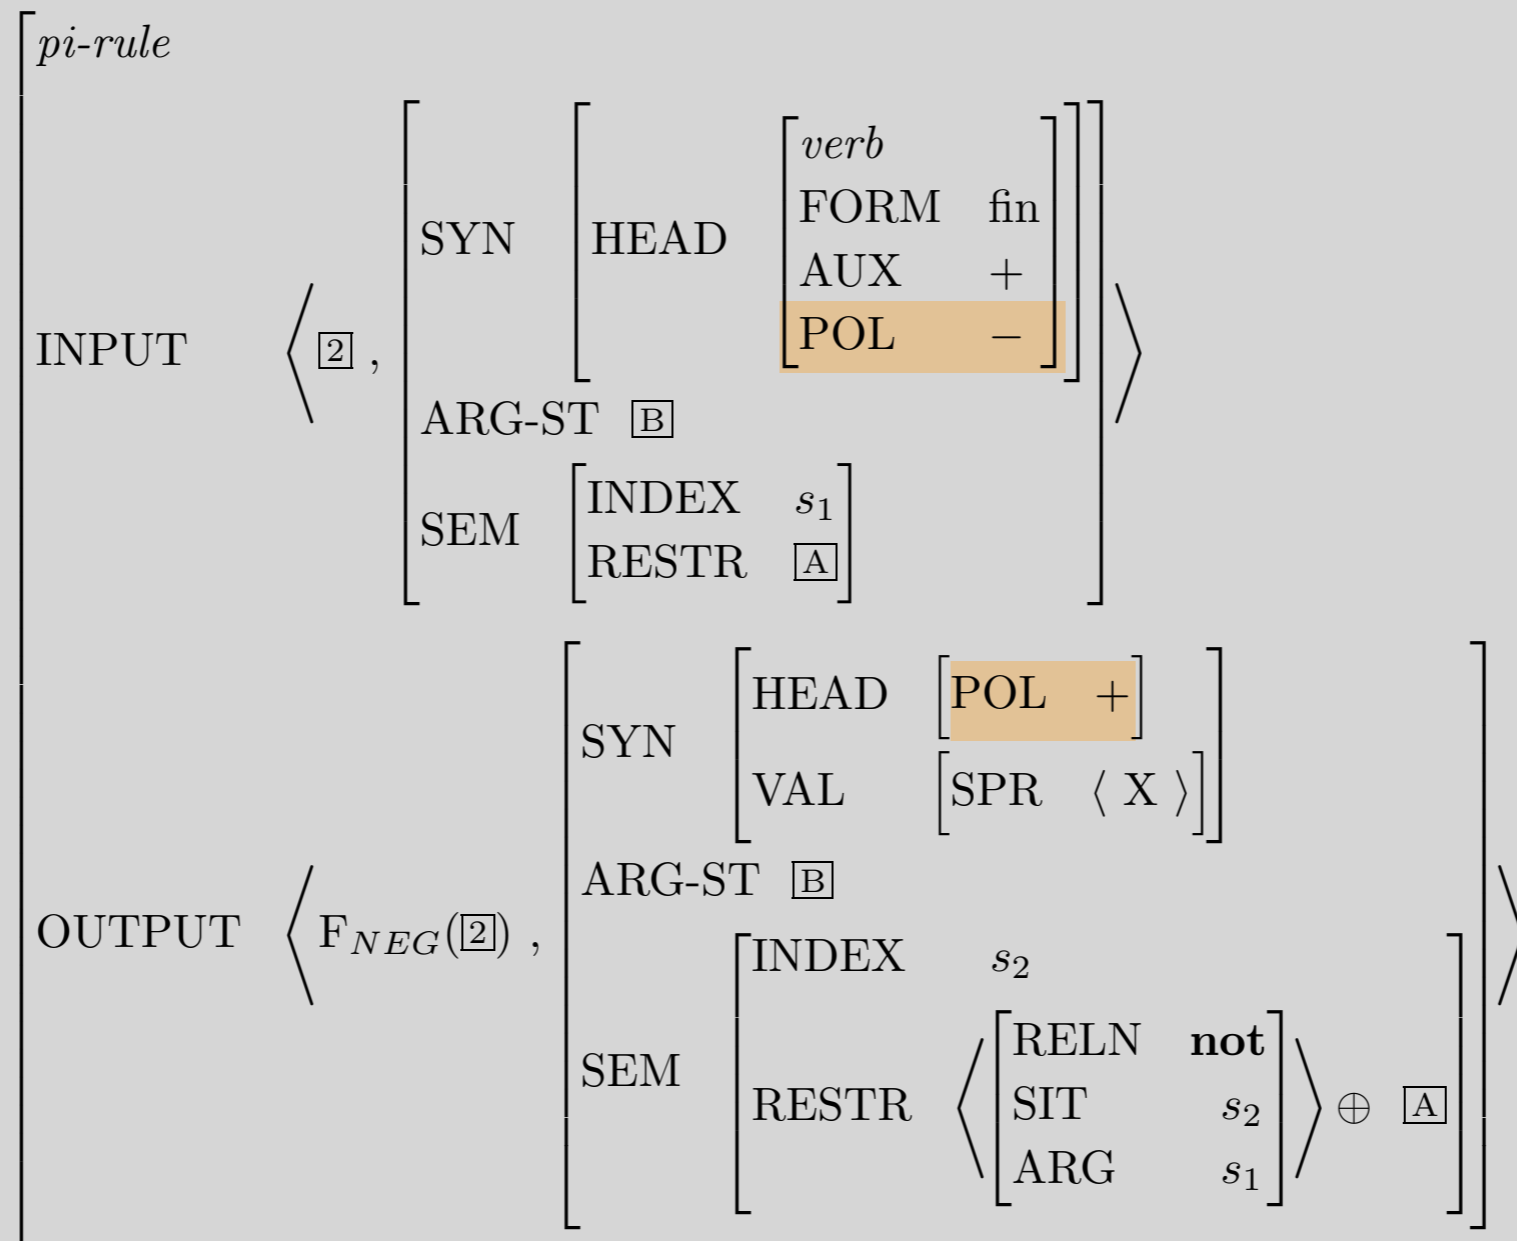 pi-rule
verb
FORM fin
SYN HEAD
AUX +
POL −
INPUT ⟨ 2 , ⟩
ARG-ST B
INDEX s₁
SEM
RESTR A
HEAD [POL +]
SYN
VAL [SPR ⟨ X ⟩]
ARG-ST B
OUTPUT ⟨ F_NEG(2) , ⟩
INDEX s₂
RELN not
SEM
RESTR ⟨ SIT s₂ ⟩ ⊕ A
ARG s₁